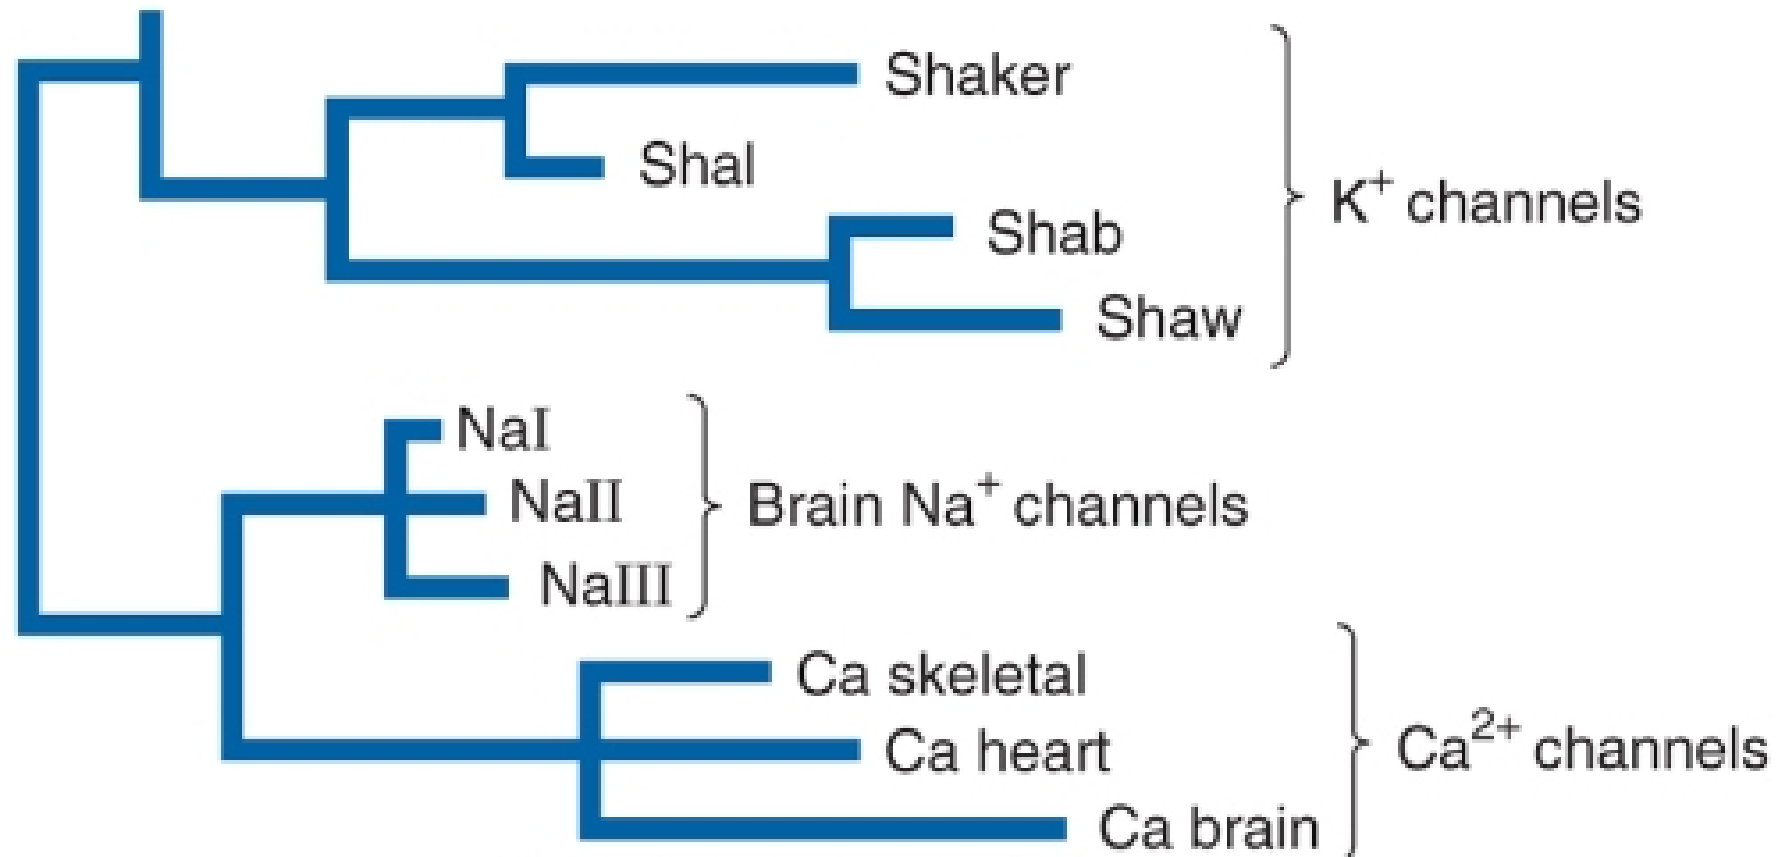 Shaker
Shal
K⁺ channels
Shab
Shaw
NaI
NaII
Brain Na⁺ channels
NaIII
Ca skeletal
Ca heart
Ca²⁺ channels
Ca brain